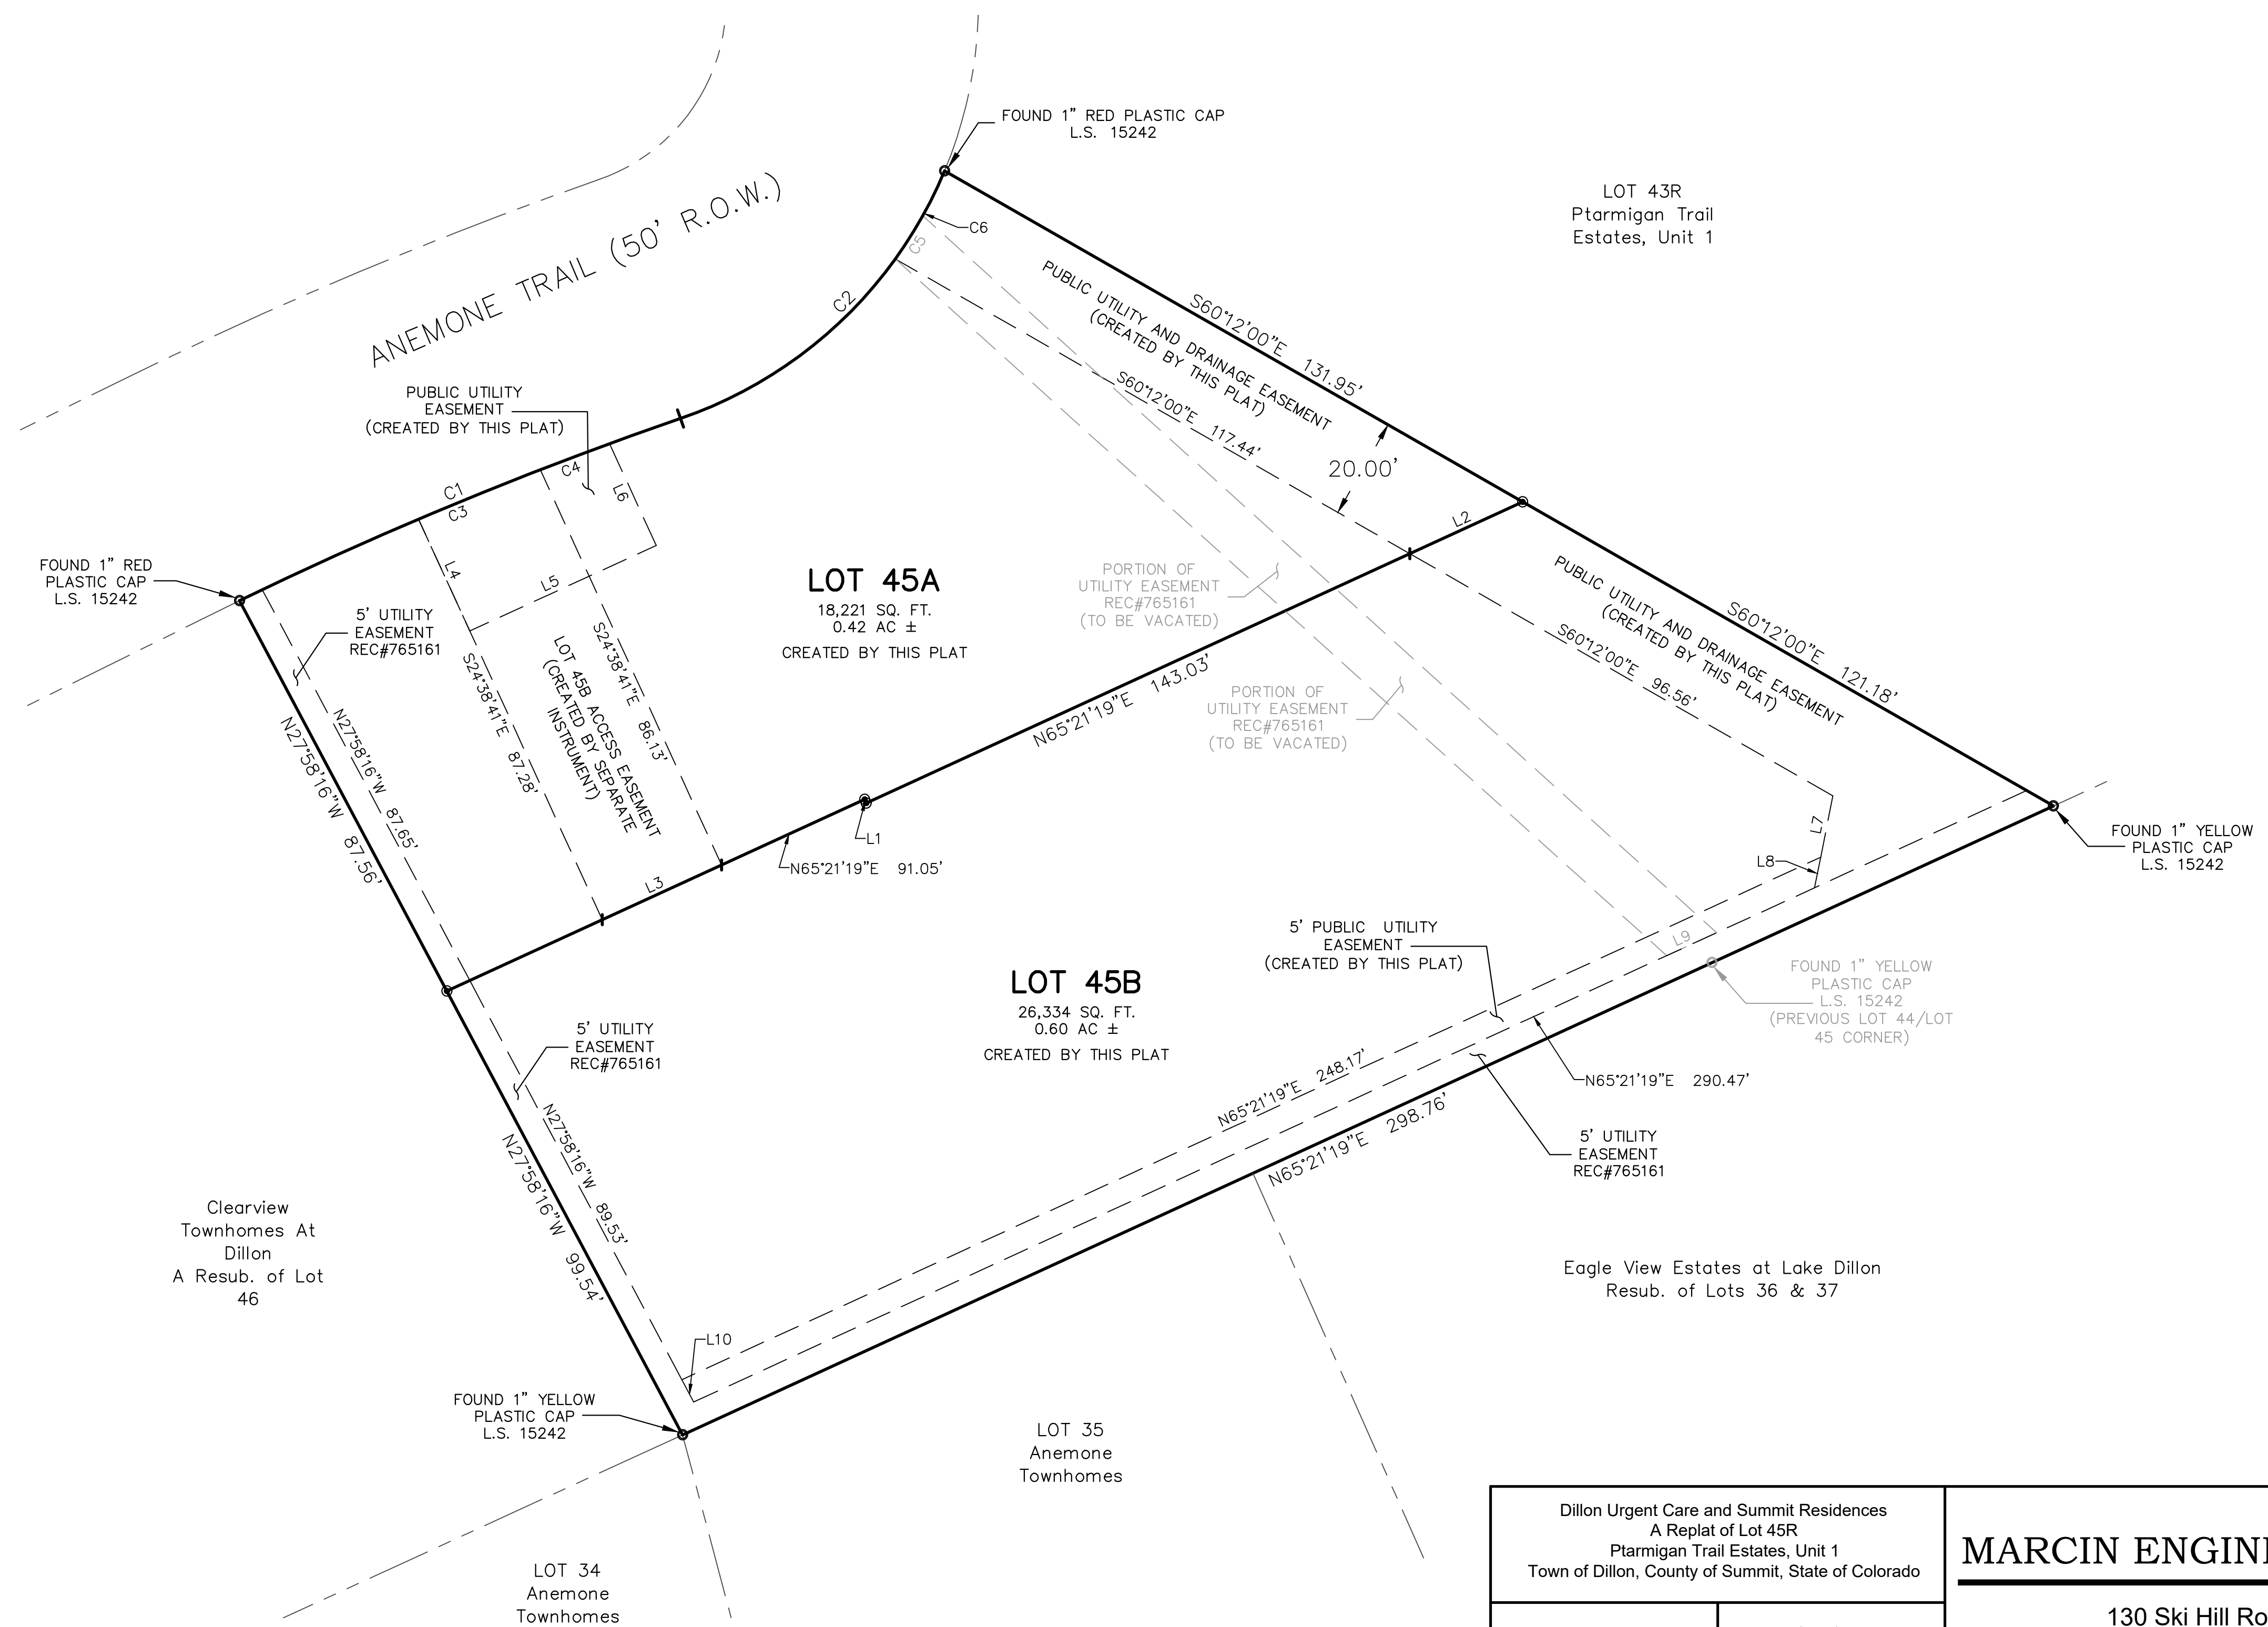 FOUND 1” RED PLASTIC CAP
L.S. 15242
LOT 43R
Ptarmigan Trail
Estates, Unit 1
ANEMONE TRAIL (50’ R.O.W.)
C6
C5
C2
PUBLIC UTILITY AND DRAINAGE EASEMENT
(CREATED BY THIS PLAT)
S60°12’00”E 131.95’
S60°12’00”E 117.44’
20.00’
PUBLIC UTILITY
EASEMENT
(CREATED BY THIS PLAT)
C1
C3
C4
L6
L4
L5
L2
FOUND 1” RED
PLASTIC CAP
L.S. 15242
5’ UTILITY
EASEMENT
REC#765161
LOT 45A
18,221 SQ. FT.
0.42 AC ±
CREATED BY THIS PLAT
PORTION OF
UTILITY EASEMENT
REC#765161
(TO BE VACATED)
PUBLIC UTILITY AND DRAINAGE EASEMENT
(CREATED BY THIS PLAT)
S60°12’00”E 121.18’
S60°12’00”E 96.56’
N27°58’16”W 87.56’
N27°58’16”W 87.65’
S24°38’41”E 87.28’
LOT 45B ACCESS EASEMENT
(CREATED BY SEPARATE
INSTRUMENT)
S24°38’41”E 86.13’
N65°21’19”E 143.03’
PORTION OF
UTILITY EASEMENT
REC#765161
(TO BE VACATED)
L1
N65°21’19”E 91.05’
L3
L7
L8
L9
FOUND 1” YELLOW
PLASTIC CAP
L.S. 15242
5’ PUBLIC UTILITY
EASEMENT
(CREATED BY THIS PLAT)
FOUND 1” YELLOW
PLASTIC CAP
L.S. 15242
(PREVIOUS LOT 44/LOT
45 CORNER)
LOT 45B
26,334 SQ. FT.
0.60 AC ±
CREATED BY THIS PLAT
5’ UTILITY
EASEMENT
REC#765161
N27°58’16”W 99.54’
N27°58’16”W 89.53’
N65°21’19”E 248.17’
N65°21’19”E 298.76’
N65°21’19”E 290.47’
5’ UTILITY
EASEMENT
REC#765161
Clearview
Townhomes At
Dillon
A Resub. of Lot
46
Eagle View Estates at Lake Dillon
Resub. of Lots 36 & 37
L10
FOUND 1” YELLOW
PLASTIC CAP
L.S. 15242
LOT 35
Anemone
Townhomes
LOT 34
Anemone
Townhomes
Dillon Urgent Care and Summit Residences
A Replat of Lot 45R
Ptarmigan Trail Estates, Unit 1
Town of Dillon, County of Summit, State of Colorado
MARCIN ENGIN
130 Ski Hill Ro